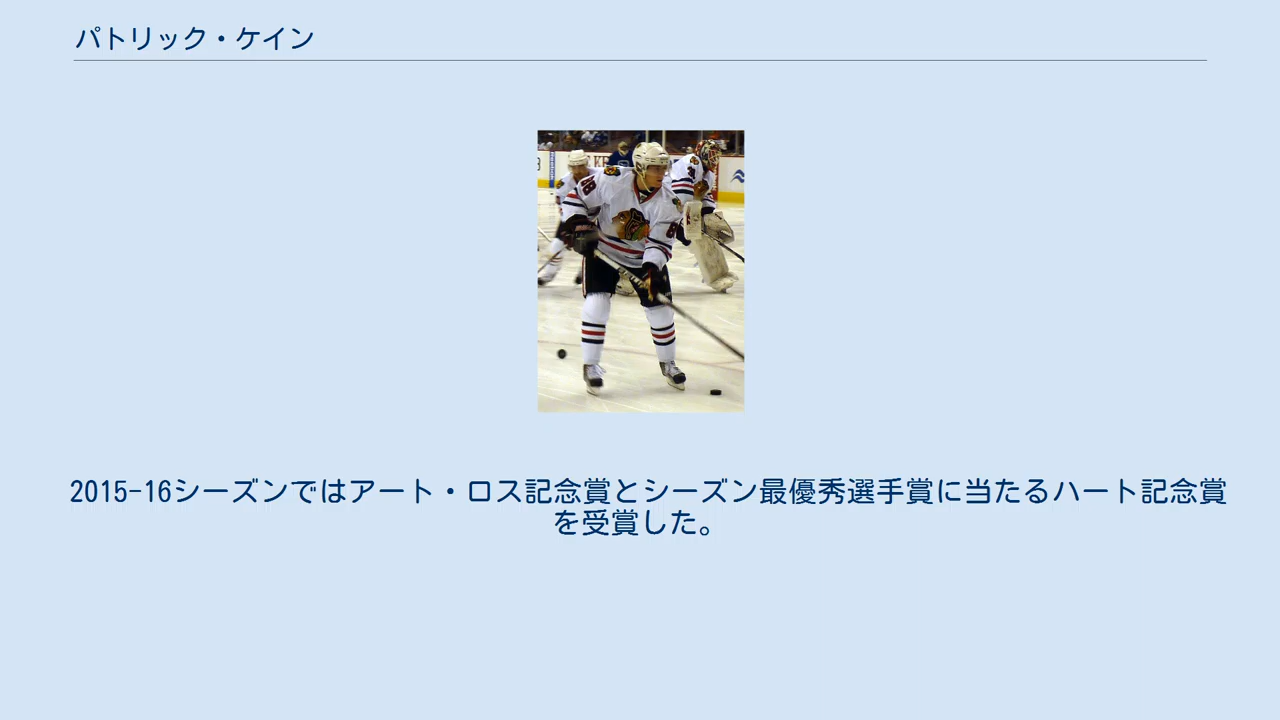 パトリック・ケイン
88
2015-16シーズンではアート・ロス記念賞とシーズン最優秀選手賞に当たるハート記念賞
を受賞した。